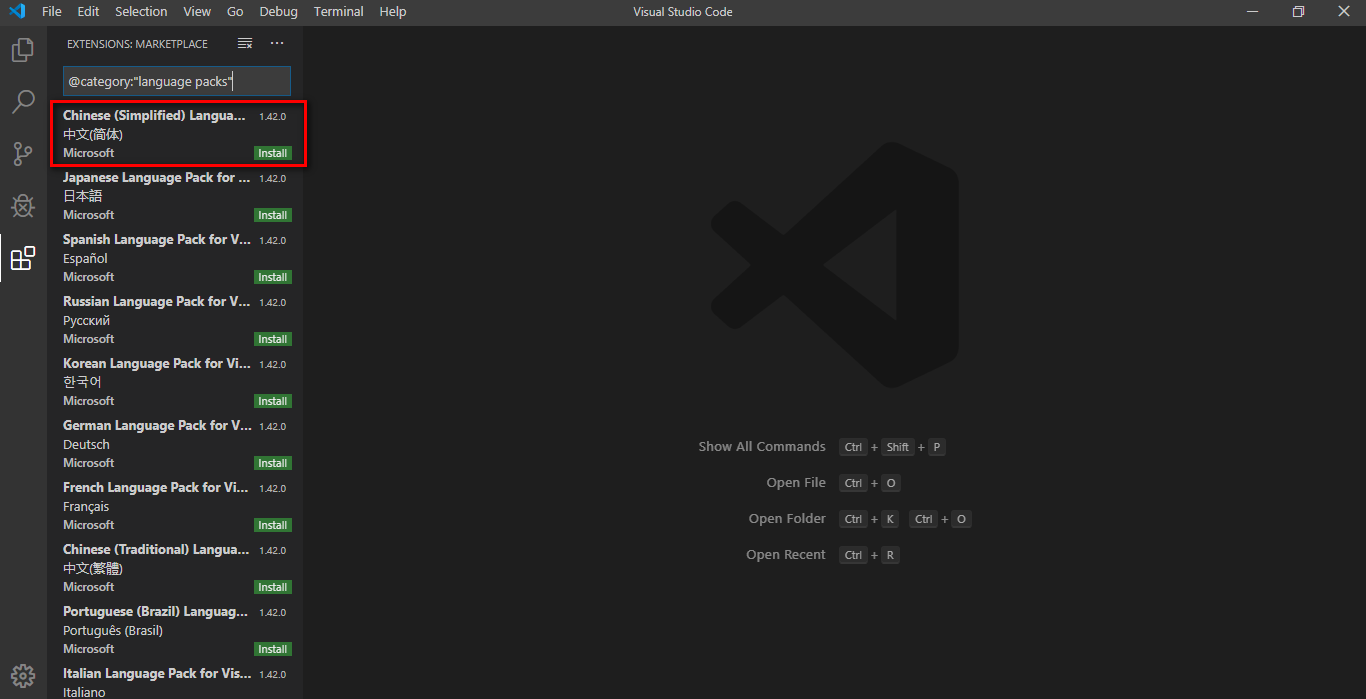 File Edit Selection View Go Debug Terminal Help
Visual Studio Code
EXTENSIONS: MARKETPLACE
@category:"language packs"
Chinese (Simplified) Langua... 1.42.0
中文(简体)
Microsoft Install
Japanese Language Pack for ... 1.42.0
日本語
Microsoft Install
Spanish Language Pack for V... 1.42.0
Español
Microsoft Install
Russian Language Pack for V... 1.42.0
Русский
Microsoft Install
Korean Language Pack for Vi... 1.42.0
한국어
Microsoft Install
German Language Pack for V... 1.42.0
Deutsch
Microsoft Install
French Language Pack for Vi... 1.42.0
Français
Microsoft Install
Chinese (Traditional) Langua... 1.42.0
中文(繁體)
Microsoft Install
Portuguese (Brazil) Languag... 1.42.0
Português (Brasil)
Microsoft Install
Italian Language Pack for Vis... 1.42.0
Italiano
Show All Commands Ctrl + Shift + P
Open File Ctrl + O
Open Folder Ctrl + K Ctrl + O
Open Recent Ctrl + R